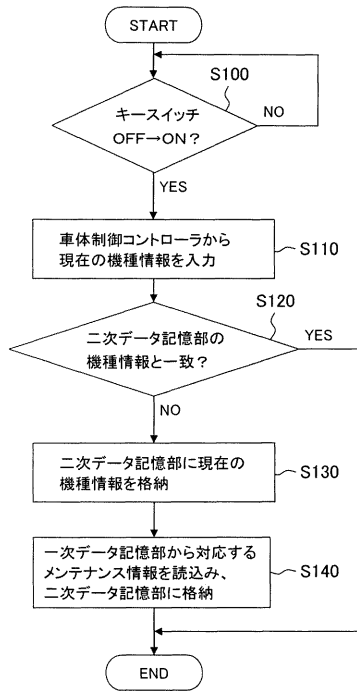 START
S100
キースイッチ
OFF→ON？
NO
YES
車体制御コントローラから
現在の機種情報を入力
S110
S120
二次データ記憶部の
機種情報と一致？
YES
NO
二次データ記憶部に現在の
機種情報を格納
S130
一次データ記憶部から対応する
メンテナンス情報を読込み、
二次データ記憶部に格納
S140
END